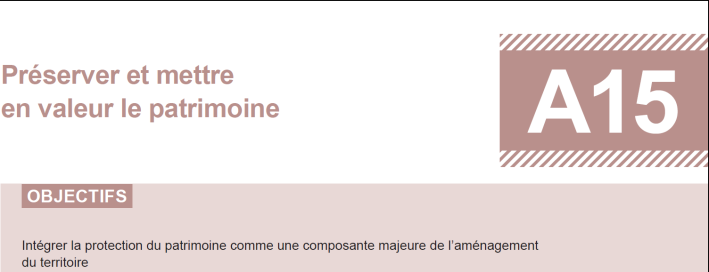 Préserver et mettre
en valeur le patrimoine
A15
OBJECTIFS
Intégrer la protection du patrimoine comme une composante majeure de l'aménagement
du territoire